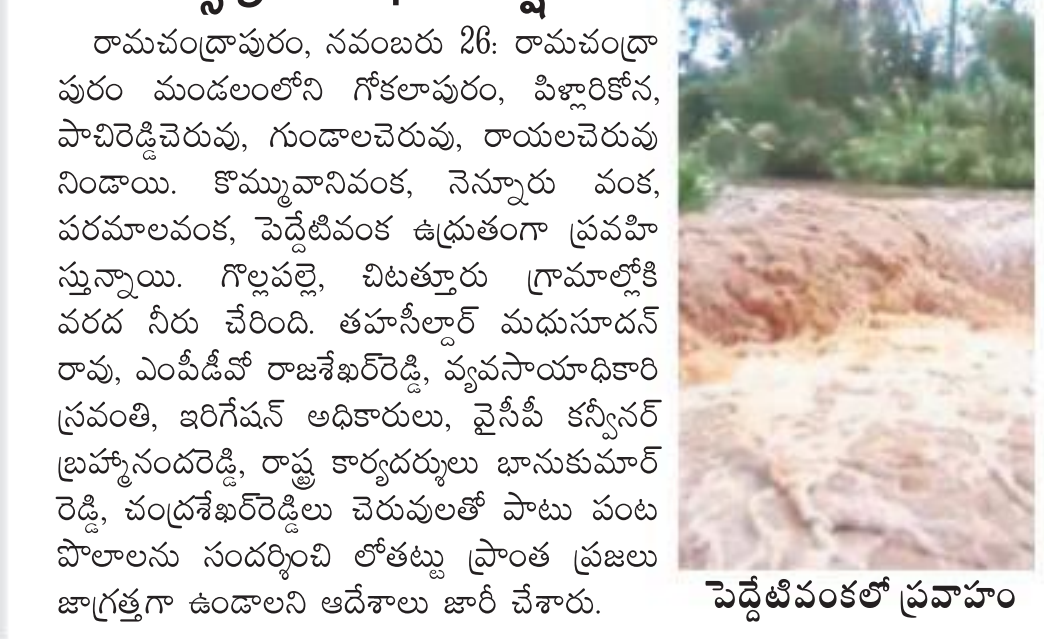 రామచంద్రాపురం, నవంబరు 26: రామచంద్రా
పురం మండలంలోని గోకలాపురం, పిళ్లారికోన,
పాచిరెడ్డిచెరువు, గుండాలచెరువు, రాయలచెరువు
నిండాయి. కొమ్మువానివంక, నెన్నూరు వంక,
పరమాలవంక, పెద్దేటివంక ఉధ్రుతంగా ప్రవహి
స్తున్నాయి. గొల్లపల్లె, చిటత్తూరు గ్రామాల్లోకి
వరద నీరు చేరింది. తహసీల్దార్ మధుసూదన్
రావు, ఎంపీడీవో రాజశేఖర్‌రెడ్డి, వ్యవసాయాధికారి
స్రవంతి, ఇరిగేషన్ అధికారులు, వైసీపీ కన్వీనర్
బ్రహ్మానందరెడ్డి, రాష్ట్ర కార్యదర్శులు భానుకుమార్
రెడ్డి, చంద్రశేఖర్‌రెడ్డిలు చెరువులతో పాటు పంట
పొలాలను సందర్శించి లోతట్టు ప్రాంత ప్రజలు
జాగ్రత్తగా ఉండాలని ఆదేశాలు జారీ చేశారు.
పెద్దేటివంకలో ప్రవాహం